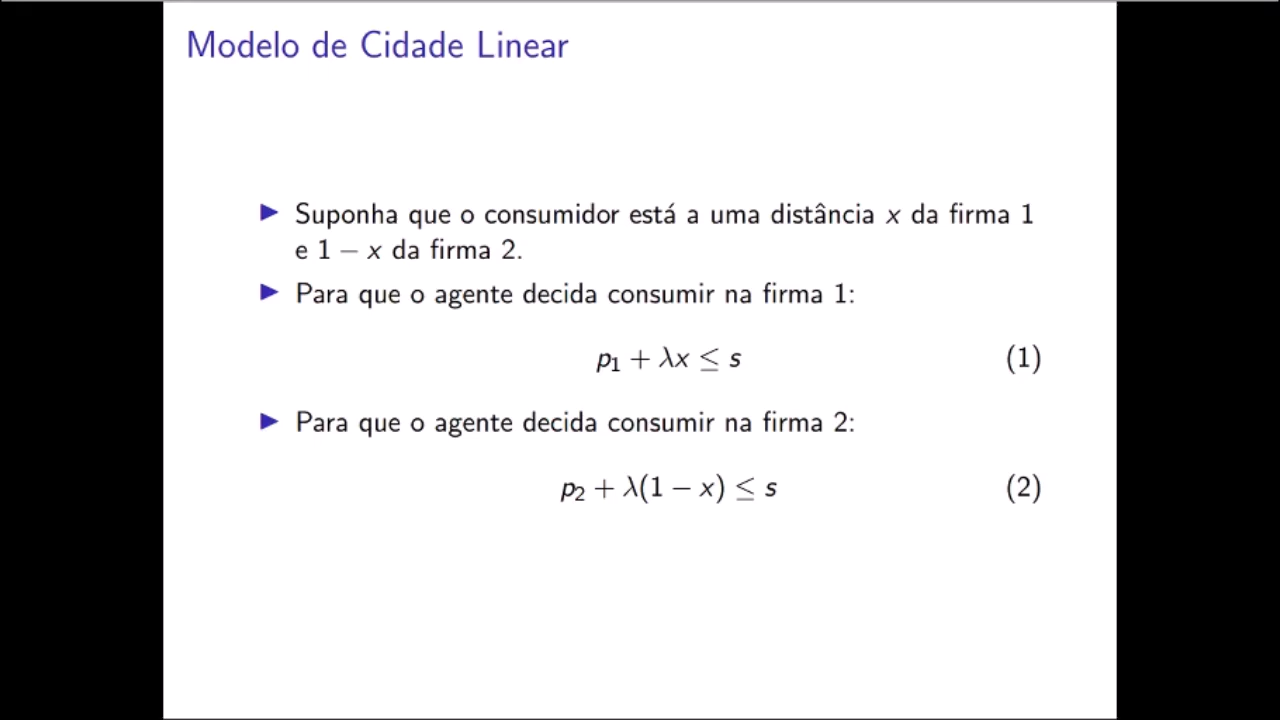 Modelo de Cidade Linear
▶ Suponha que o consumidor está a uma distância x da firma 1
e 1 − x da firma 2.
▶ Para que o agente decida consumir na firma 1:
p₁ + λx ≤ s (1)
▶ Para que o agente decida consumir na firma 2:
p₂ + λ(1 − x) ≤ s (2)